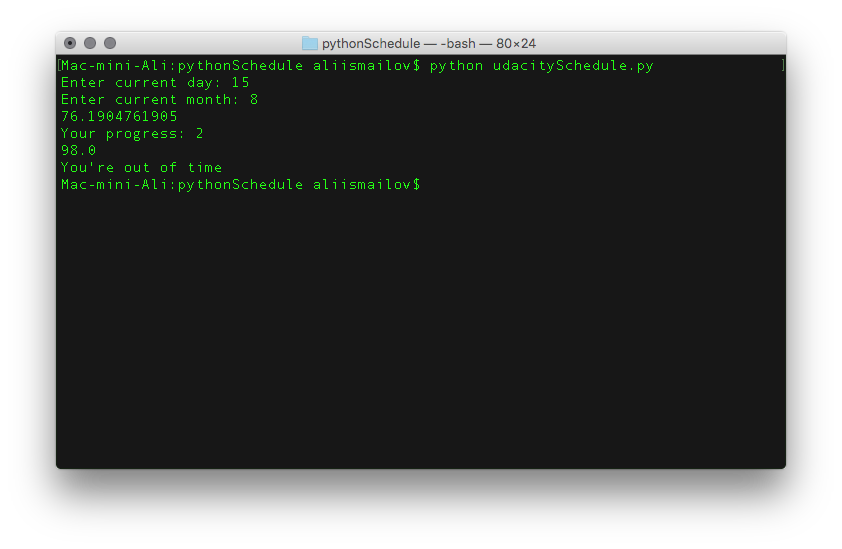 pythonSchedule — -bash — 80×24
[Mac-mini-Ali:pythonSchedule aliismailov$ python udacitySchedule.py ]
Enter current day: 15
Enter current month: 8
76.1904761905
Your progress: 2
98.0
You're out of time
Mac-mini-Ali:pythonSchedule aliismailov$